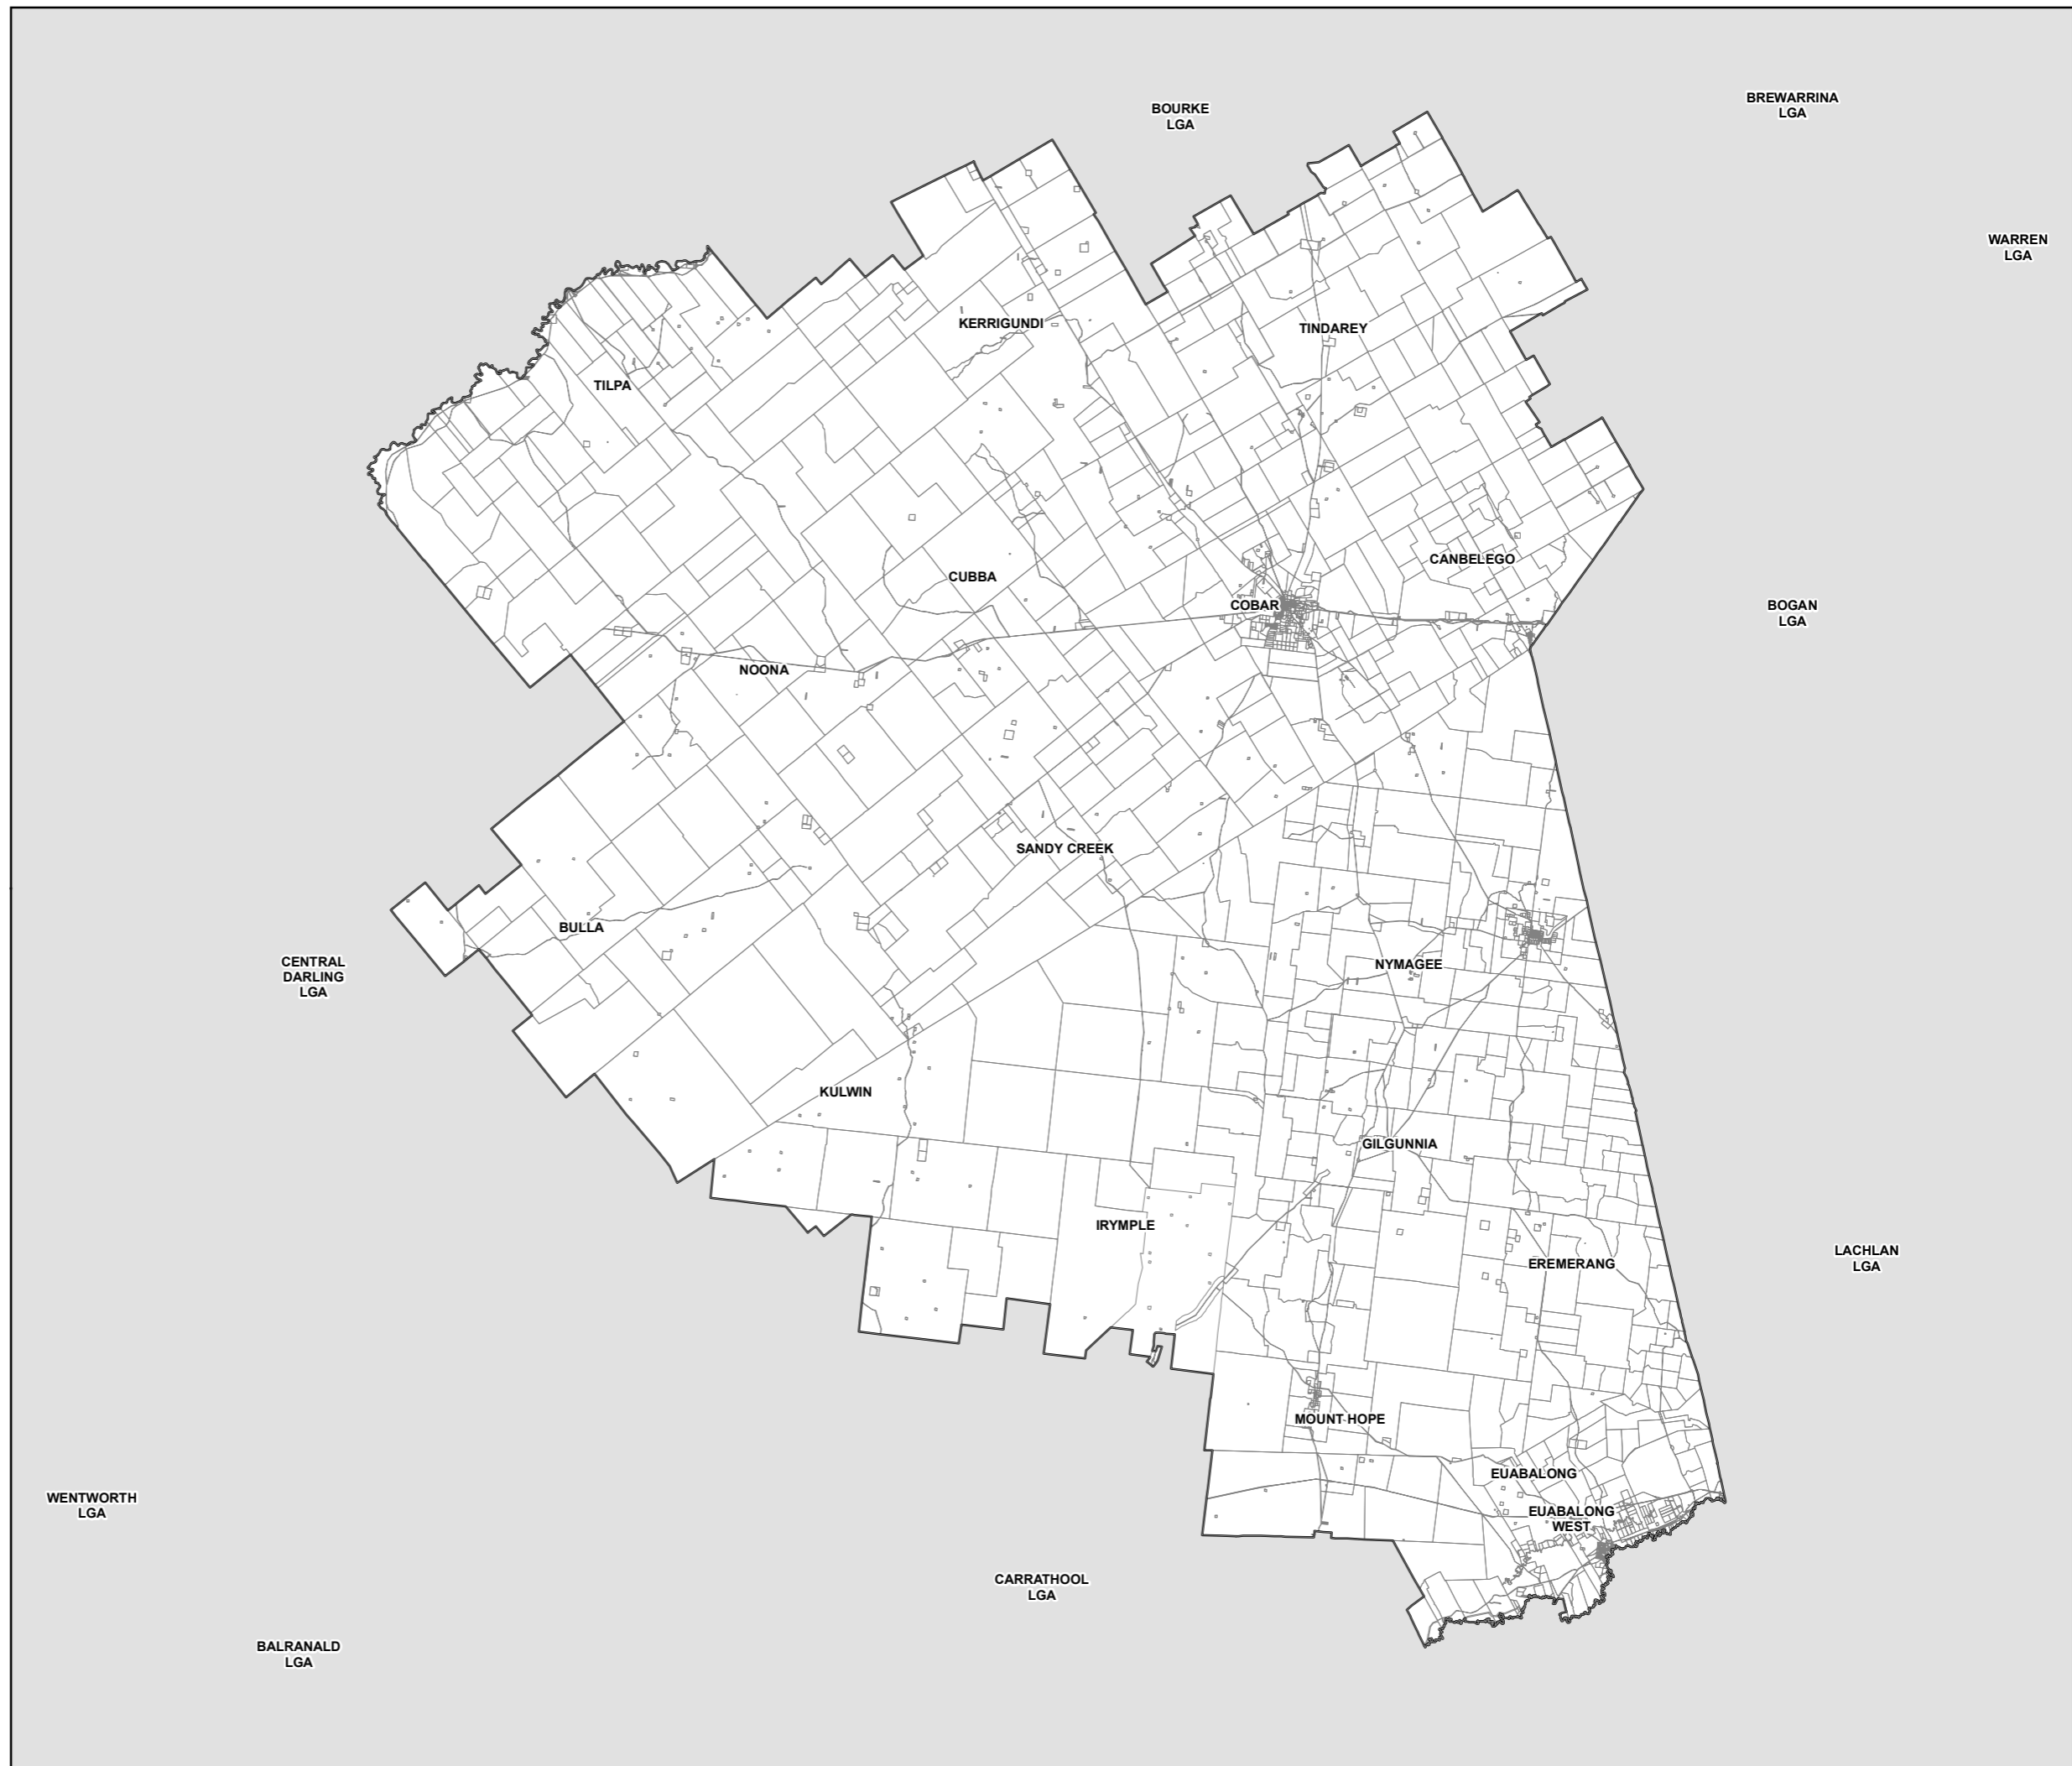 BREWARRINA
LGA
BOURKE
LGA
WARREN
LGA
KERRIGUNDI
TINDAREY
TILPA
CANBELEGO
CUBBA
COBAR
BOGAN
LGA
NOONA
SANDY CREEK
BULLA
CENTRAL
DARLING
LGA
NYMAGEE
KULWIN
GILGUNNIA
IRYMPLE
LACHLAN
LGA
EREMERANG
MOUNT HOPE
EUABALONG
WENTWORTH
LGA
EUABALONG
WEST
CARRATHOOL
LGA
BALRANALD
LGA